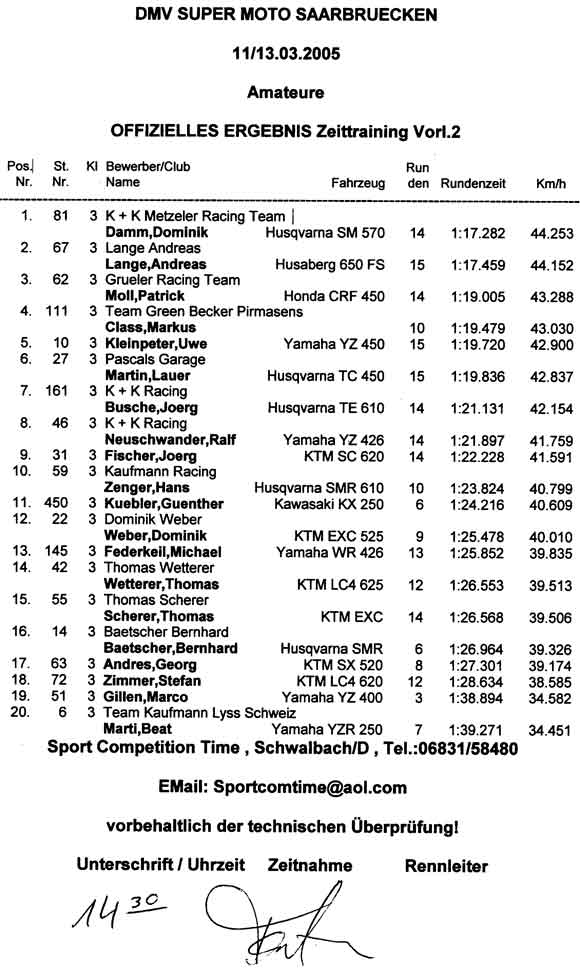 DMV SUPER MOTO SAARBRUECKEN
11/13.03.2005
Amateure
OFFIZIELLES ERGEBNIS Zeittraining Vorl.2
Pos. St. Kl Bewerber/Club Run
Nr. Nr. Name Fahrzeug den Rundenzeit Km/h
1. 81 3 K + K Metzeler Racing Team
Damm,Dominik Husqvarna SM 570 14 1:17.282 44.253
2. 67 3 Lange Andreas
Lange,Andreas Husaberg 650 FS 15 1:17.459 44.152
3. 62 3 Grueler Racing Team
Moll,Patrick Honda CRF 450 14 1:19.005 43.288
4. 111 3 Team Green Becker Pirmasens
Class,Markus 10 1:19.479 43.030
5. 10 3 Kleinpeter,Uwe Yamaha YZ 450 15 1:19.720 42.900
6. 27 3 Pascals Garage
Martin,Lauer Husqvarna TC 450 15 1:19.836 42.837
7. 161 3 K + K Racing
Busche,Joerg Husqvarna TE 610 14 1:21.131 42.154
8. 46 3 K + K Racing
Neuschwander,Ralf Yamaha YZ 426 14 1:21.897 41.759
9. 31 3 Fischer,Joerg KTM SC 620 14 1:22.228 41.591
10. 59 3 Kaufmann Racing
Zenger,Hans Husqvarna SMR 610 10 1:23.824 40.799
11. 450 3 Kuebler,Guenther Kawasaki KX 250 6 1:24.216 40.609
12. 22 3 Dominik Weber
Weber,Dominik KTM EXC 525 9 1:25.478 40.010
13. 145 3 Federkeil,Michael Yamaha WR 426 13 1:25.852 39.835
14. 42 3 Thomas Wetterer
Wetterer,Thomas KTM LC4 625 12 1:26.553 39.513
15. 55 3 Thomas Scherer
Scherer,Thomas KTM EXC 14 1:26.568 39.506
16. 14 3 Baetscher Bernhard
Baetscher,Bernhard Husqvarna SMR 6 1:26.964 39.326
17. 63 3 Andres,Georg KTM SX 520 8 1:27.301 39.174
18. 72 3 Zimmer,Stefan KTM LC4 620 12 1:28.634 38.585
19. 51 3 Gillen,Marco Yamaha YZ 400 3 1:38.894 34.582
20. 6 3 Team Kaufmann Lyss Schweiz
Marti,Beat Yamaha YZR 250 7 1:39.271 34.451
Sport Competition Time , Schwalbach/D , Tel.:06831/58480
EMail: Sportcomtime@aol.com
vorbehaltlich der technischen Überprüfung!
Unterschrift / Uhrzeit Zeitnahme Rennleiter
14 30